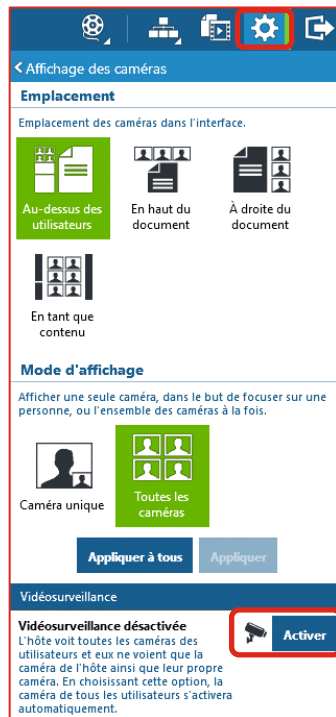 Affichage des caméras
Emplacement
Emplacement des caméras dans l'interface.
Au-dessus des
utilisateurs
En haut du
document
À droite du
document
En tant que
contenu
Mode d'affichage
Afficher une seule caméra, dans le but de focuser sur une
personne, ou l'ensemble des caméras à la fois.
Caméra unique
Toutes les
caméras
Appliquer à tous
Appliquer
Vidéosurveillance
Vidéosurveillance désactivée
L'hôte voit toutes les caméras des
utilisateurs et eux ne voient que la
caméra de l'hôte ainsi que leur propre
caméra. En choisissant cette option, la
caméra de tous les utilisateurs s'activera
automatiquement.
Activer